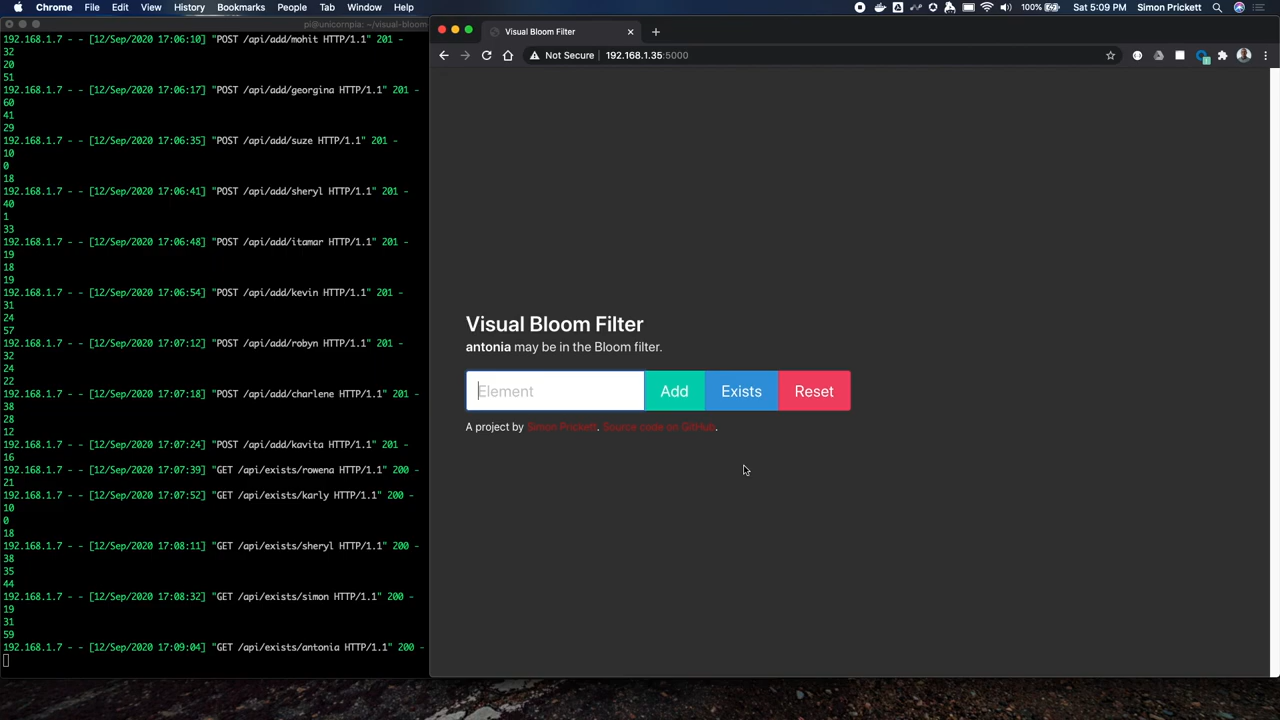 Chrome File Edit View History Bookmarks People Tab Window Help 100% Sat 5:09 PM Simon Prickett
pi@unicornpia: ~/visual-bloom-
192.168.1.7 - - [12/Sep/2020 17:06:10] "POST /api/add/mohit HTTP/1.1" 201 -
32
20
51
192.168.1.7 - - [12/Sep/2020 17:06:17] "POST /api/add/georgina HTTP/1.1" 201 -
60
41
29
192.168.1.7 - - [12/Sep/2020 17:06:35] "POST /api/add/suze HTTP/1.1" 201 -
10
0
18
192.168.1.7 - - [12/Sep/2020 17:06:41] "POST /api/add/sheryl HTTP/1.1" 201 -
40
1
33
192.168.1.7 - - [12/Sep/2020 17:06:48] "POST /api/add/itamar HTTP/1.1" 201 -
19
18
19
192.168.1.7 - - [12/Sep/2020 17:06:54] "POST /api/add/kevin HTTP/1.1" 201 -
31
24
57
192.168.1.7 - - [12/Sep/2020 17:07:12] "POST /api/add/robyn HTTP/1.1" 201 -
32
24
22
192.168.1.7 - - [12/Sep/2020 17:07:18] "POST /api/add/charlene HTTP/1.1" 201 -
38
28
12
192.168.1.7 - - [12/Sep/2020 17:07:24] "POST /api/add/kavita HTTP/1.1" 201 -
16
192.168.1.7 - - [12/Sep/2020 17:07:39] "GET /api/exists/rowena HTTP/1.1" 200 -
21
192.168.1.7 - - [12/Sep/2020 17:07:52] "GET /api/exists/karly HTTP/1.1" 200 -
10
0
18
192.168.1.7 - - [12/Sep/2020 17:08:11] "GET /api/exists/sheryl HTTP/1.1" 200 -
38
35
44
192.168.1.7 - - [12/Sep/2020 17:08:32] "GET /api/exists/simon HTTP/1.1" 200 -
19
31
59
192.168.1.7 - - [12/Sep/2020 17:09:04] "GET /api/exists/antonia HTTP/1.1" 200 -
Visual Bloom Filter
Not Secure 192.168.1.35:5000
Visual Bloom Filter
antonia may be in the Bloom filter.
Element Add Exists Reset
A project by Simon Prickett. Source code on GitHub.